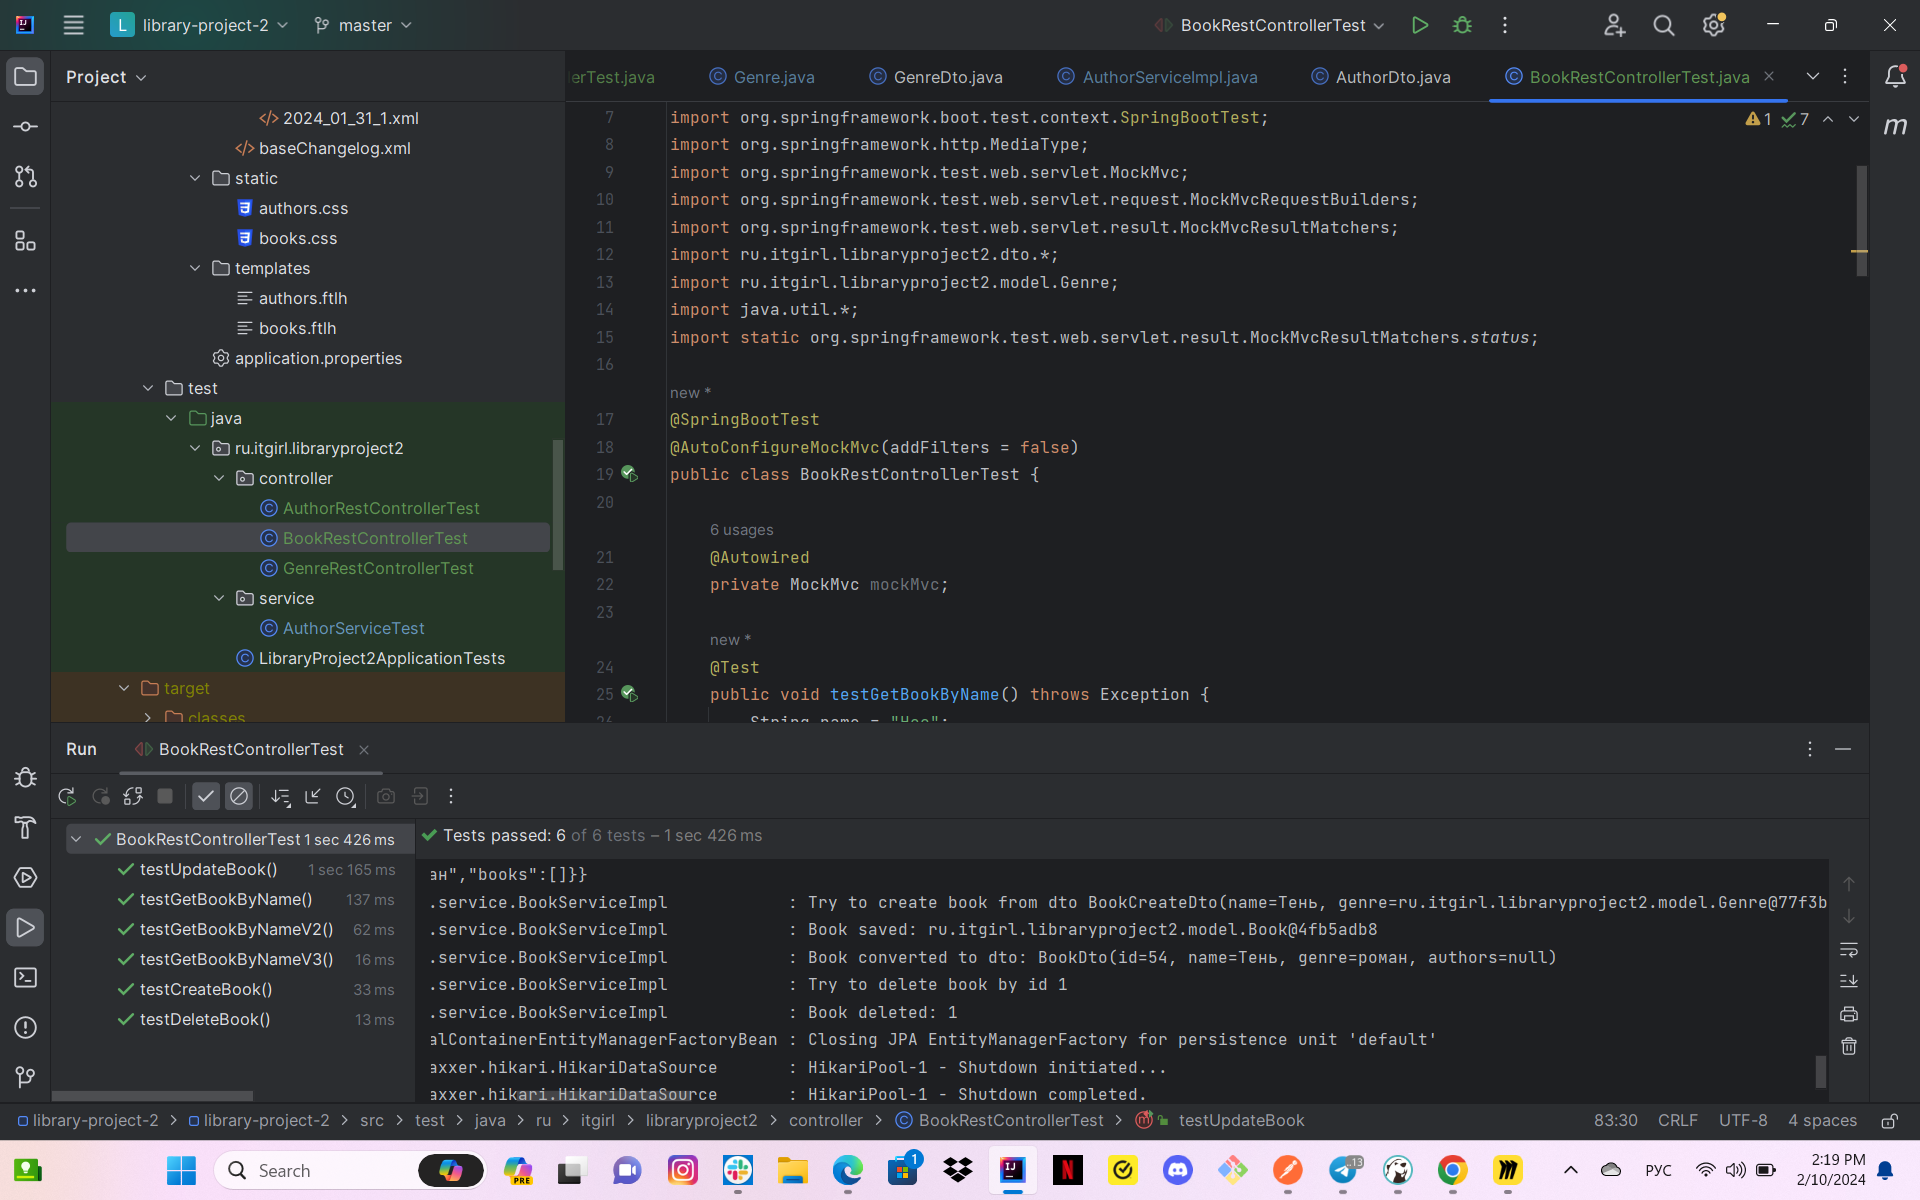 L library-project-2 master BookRestControllerTest
Project
erTest.java Genre.java GenreDto.java AuthorServiceImpl.java AuthorDto.java BookRestControllerTest.java
2024_01_31_1.xml
baseChangelog.xml
static
authors.css
books.css
templates
authors.ftlh
books.ftlh
application.properties
test
java
ru.itgirl.libraryproject2
controller
AuthorRestControllerTest
BookRestControllerTest
GenreRestControllerTest
service
AuthorServiceTest
LibraryProject2ApplicationTests
target
classes
1 7
7 import org.springframework.boot.test.context.SpringBootTest;
8 import org.springframework.http.MediaType;
9 import org.springframework.test.web.servlet.MockMvc;
10 import org.springframework.test.web.servlet.request.MockMvcRequestBuilders;
11 import org.springframework.test.web.servlet.result.MockMvcResultMatchers;
12 import ru.itgirl.libraryproject2.dto.*;
13 import ru.itgirl.libraryproject2.model.Genre;
14 import java.util.*;
15 import static org.springframework.test.web.servlet.result.MockMvcResultMatchers.status;
16
new *
17 @SpringBootTest
18 @AutoConfigureMockMvc(addFilters = false)
19 public class BookRestControllerTest {
20
6 usages
21 @Autowired
22 private MockMvc mockMvc;
23
new *
24 @Test
25 public void testGetBookByName() throws Exception {
26 String name =
m
Run BookRestControllerTest
BookRestControllerTest 1 sec 426 ms
testUpdateBook() 1 sec 165 ms
testGetBookByName() 137 ms
testGetBookByNameV2() 62 ms
testGetBookByNameV3() 16 ms
testCreateBook() 33 ms
testDeleteBook() 13 ms
Tests passed: 6 of 6 tests – 1 sec 426 ms
ан","books":[]}}
.service.BookServiceImpl : Try to create book from dto BookCreateDto(name=Тень, genre=ru.itgirl.libraryproject2.model.Genre@77f3b
.service.BookServiceImpl : Book saved: ru.itgirl.libraryproject2.model.Book@4fb5adb8
.service.BookServiceImpl : Book converted to dto: BookDto(id=54, name=Тень, genre=роман, authors=null)
.service.BookServiceImpl : Try to delete book by id 1
.service.BookServiceImpl : Book deleted: 1
alContainerEntityManagerFactoryBean : Closing JPA EntityManagerFactory for persistence unit 'default'
axxer.hikari.HikariDataSource : HikariPool-1 - Shutdown initiated...
axxer.hikari.HikariDataSource : HikariPool-1 - Shutdown completed.
library-project-2 library-project-2 src test java ru itgirl libraryproject2 controller BookRestControllerTest testUpdateBook 83:30 CRLF UTF-8 4 spaces
Search PRE 1 IJ N 13 РУС 2:19 PM
2/10/2024